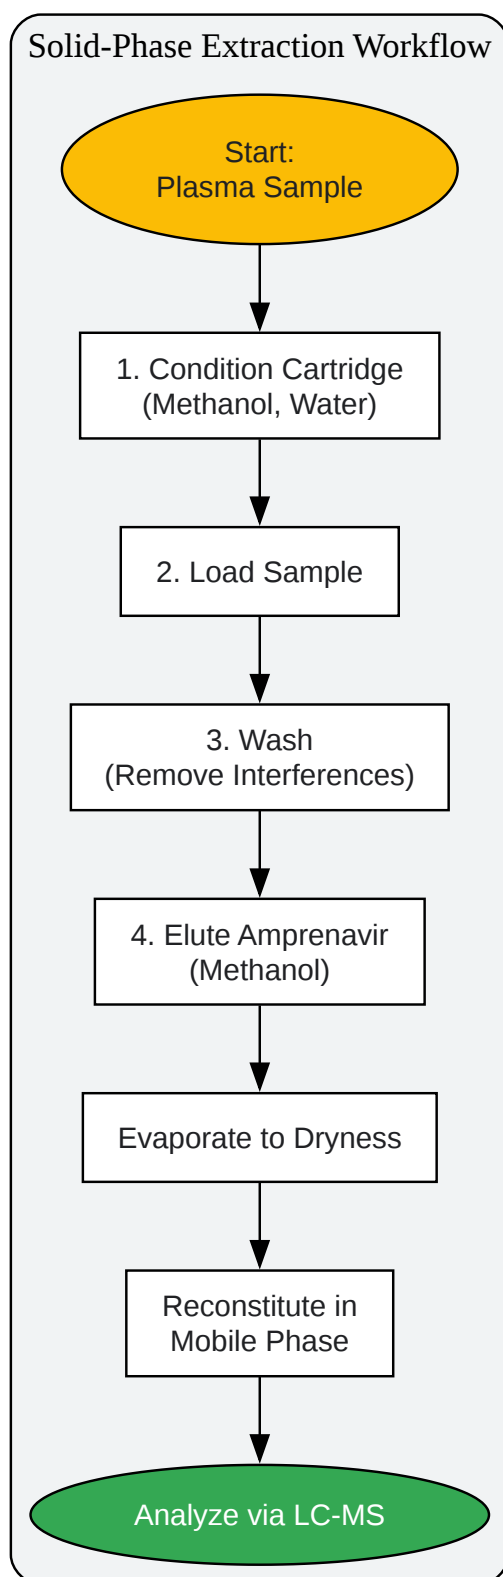 Solid-Phase Extraction Workflow
Start:
Plasma Sample
1. Condition Cartridge
(Methanol, Water)
2. Load Sample
3. Wash
(Remove Interferences)
4. Elute Amprenavir
(Methanol)
Evaporate to Dryness
Reconstitute in
Mobile Phase
Analyze via LC-MS